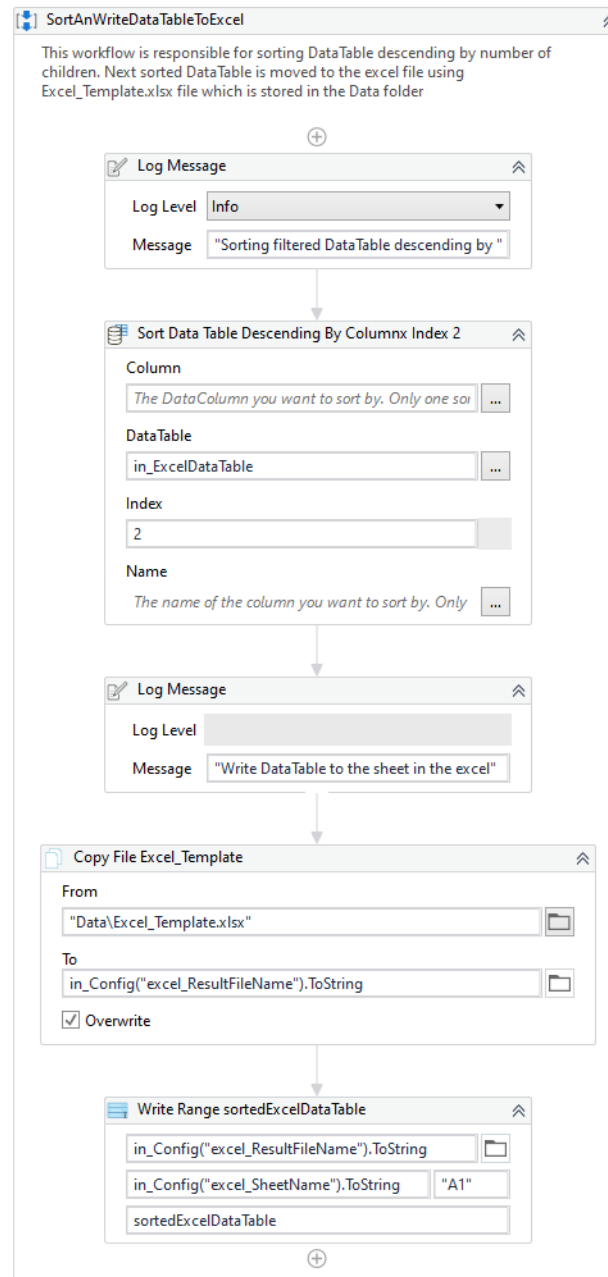 SortAnWriteDataTableToExcel
This workflow is responsible for sorting DataTable descending by number of
children. Next sorted DataTable is moved to the excel file using
Excel_Template.xlsx file which is stored in the Data folder
Log Message
Log Level Info
Message "Sorting filtered DataTable descending by "
Sort Data Table Descending By Columnx Index 2
Column
The DataColumn you want to sort by. Only one sor ...
DataTable
in_ExcelDataTable ...
Index
2
Name
The name of the column you want to sort by. Only ...
Log Message
Log Level
Message "Write DataTable to the sheet in the excel"
Copy File Excel_Template
From
"Data\Excel_Template.xlsx"
To
in_Config("excel_ResultFileName").ToString
Overwrite
Write Range sortedExcelDataTable
in_Config("excel_ResultFileName").ToString
in_Config("excel_SheetName").ToString "A1"
sortedExcelDataTable